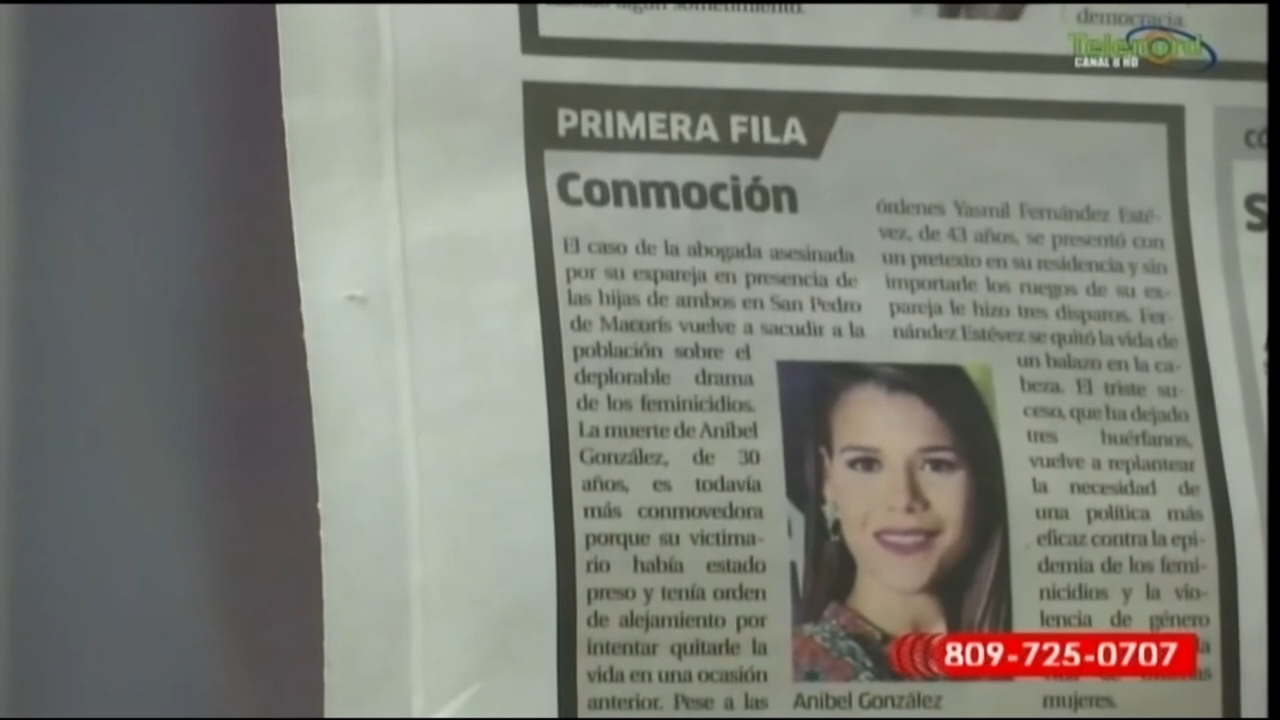 algún sometimiento.
democracia.
Telenord
CANAL 8 HD
PRIMERA FILA
Conmoción
El caso de la abogada asesinada
por su expareja en presencia de
las hijas de ambos en San Pedro
de Macorís vuelve a sacudir a la
población sobre el
deplorable drama
de los feminicidios.
La muerte de Anibel
González, de 30
años, es todavía
más conmovedora
porque su victima-
rio había estado
preso y tenía orden
de alejamiento por
intentar quitarle la
vida en una ocasión
anterior. Pese a las
órdenes Yasmil Fernández Esté-
vez, de 43 años, se presentó con
un pretexto en su residencia y sin
importarle los ruegos de su ex-
pareja le hizo tres disparos. Fer-
nández Estévez se quitó la vida de
un balazo en la ca-
beza. El triste su-
ceso, que ha dejado
tres huérfanos,
vuelve a replantear
la necesidad de
una política más
eficaz contra la epi-
demia de los femi-
nicidios y la vio-
lencia de género
mujeres.
Anibel González
809-725-0707